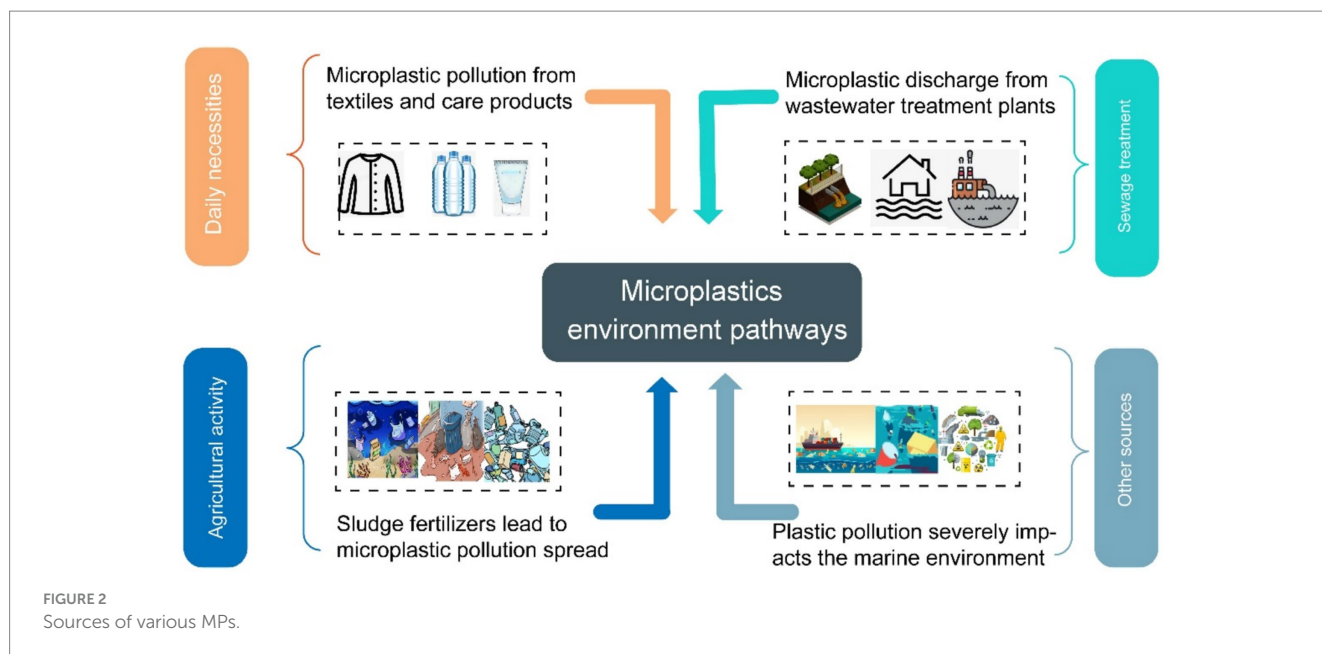 Daily necessities
Microplastic pollution from
textiles and care products
Microplastic discharge from
wastewater treatment plants
Sewage treatment
Microplastics
environment pathways
Agricultural activity
Sludge fertilizers lead to
microplastic pollution spread
Plastic pollution severely imp-
acts the marine environment
Other sources
FIGURE 2
Sources of various MPs.